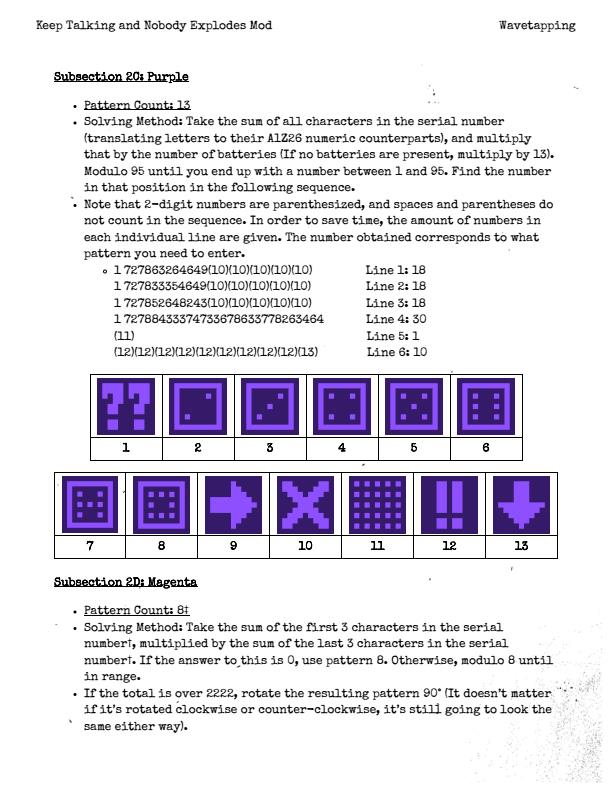 Keep Talking and Nobody Explodes Mod Wavetapping
Subsection 2C: Purple
• Pattern Count: 13
• Solving Method: Take the sum of all characters in the serial number
(translating letters to their A1Z26 numeric counterparts), and multiply
that by the number of batteries (If no batteries are present, multiply by 13).
Modulo 95 until you end up with a number between 1 and 95. Find the number
in that position in the following sequence.
• Note that 2-digit numbers are parenthesized, and spaces and parentheses do
not count in the sequence. In order to save time, the amount of numbers in
each individual line are given. The number obtained corresponds to what
pattern you need to enter.
1 727863264649(10)(10)(10)(10)(10) Line 1: 18
1 727833354649(10)(10)(10)(10)(10) Line 2: 18
1 727852648243(10)(10)(10)(10)(10) Line 3: 18
1 72788433374733678633778263464 Line 4: 30
(11) Line 5: 1
(12)(12)(12)(12)(12)(12)(12)(12)(12)(13) Line 6: 10
1 2 3 4 5 6
7 8 9 10 11 12 13
Subsection 2D: Magenta
• Pattern Count: 8‡
• Solving Method: Take the sum of the first 3 characters in the serial
number†, multiplied by the sum of the last 3 characters in the serial
number†. If the answer to this is 0, use pattern 8. Otherwise, modulo 8 until
in range.
• If the total is over 2222, rotate the resulting pattern 90° (It doesn't matter
if it's rotated clockwise or counter-clockwise, it's still going to look the
same either way).